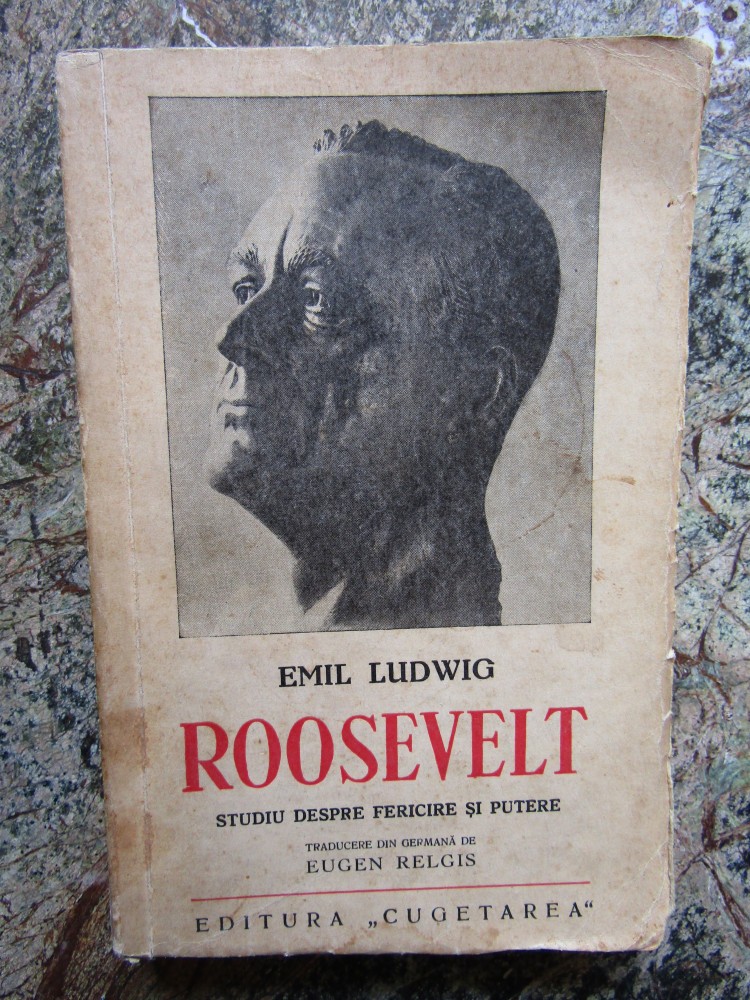 EMIL LUDWIG
ROOSEVELT
STUDIU DESPRE FERICIRE ȘI PUTERE
TRADUCERE DIN GERMANĂ DE
EUGEN RELGIS
EDITURA „CUGETAREA“